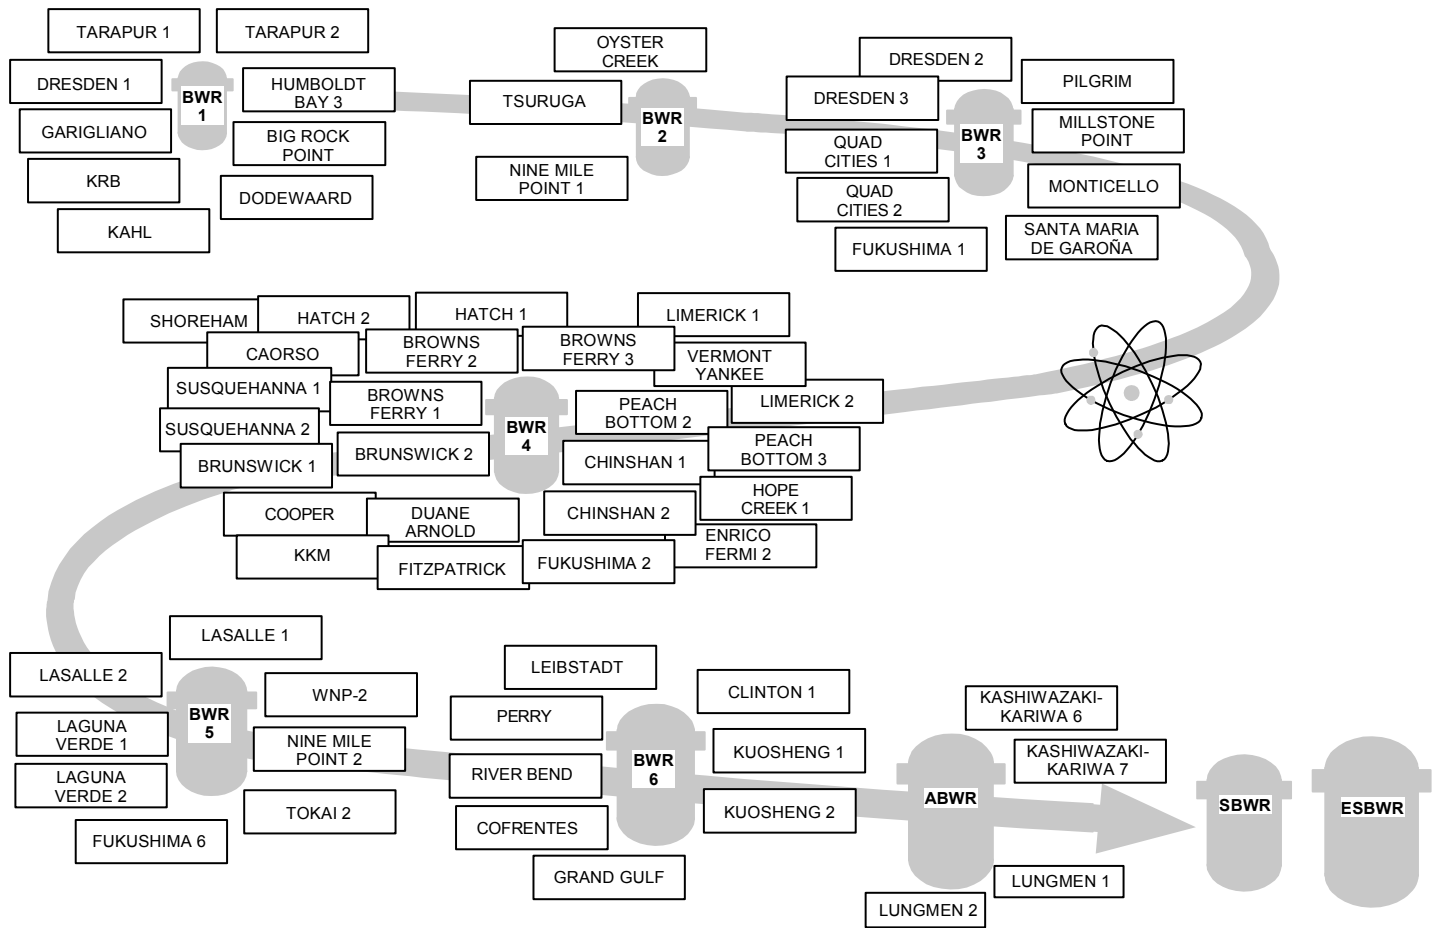 TARAPUR 1
TARAPUR 2
DRESDEN 1
BWR
1
HUMBOLDT
BAY 3
GARIGLIANO
BIG ROCK
POINT
KRB
DODEWAARD
KAHL
OYSTER
CREEK
TSURUGA
BWR
2
NINE MILE
POINT 1
DRESDEN 2
DRESDEN 3
PILGRIM
QUAD
CITIES 1
BWR
3
MILLSTONE
POINT
QUAD
CITIES 2
MONTICELLO
FUKUSHIMA 1
SANTA MARIA
DE GAROÑA
SHOREHAM
HATCH 2
HATCH 1
LIMERICK 1
CAORSO
BROWNS
FERRY 2
BROWNS
FERRY 3
VERMONT
YANKEE
SUSQUEHANNA 1
BROWNS
FERRY 1
BWR
4
PEACH
BOTTOM 2
LIMERICK 2
SUSQUEHANNA 2
BRUNSWICK 1
BRUNSWICK 2
CHINSHAN 1
PEACH
BOTTOM 3
COOPER
DUANE
ARNOLD
CHINSHAN 2
HOPE
CREEK 1
KKM
FITZPATRICK
FUKUSHIMA 2
ENRICO
FERMI 2
LASALLE 1
LASALLE 2
BWR
5
WNP-2
LAGUNA
VERDE 1
NINE MILE
POINT 2
LAGUNA
VERDE 2
TOKAI 2
FUKUSHIMA 6
LEIBSTADT
PERRY
BWR
6
CLINTON 1
RIVER BEND
KUOSHENG 1
COFRENTES
KUOSHENG 2
GRAND GULF
KASHIWAZAKI-
KARIWA 6
KASHIWAZAKI-
KARIWA 7
ABWR
LUNGMEN 1
LUNGMEN 2
SBWR
ESBWR